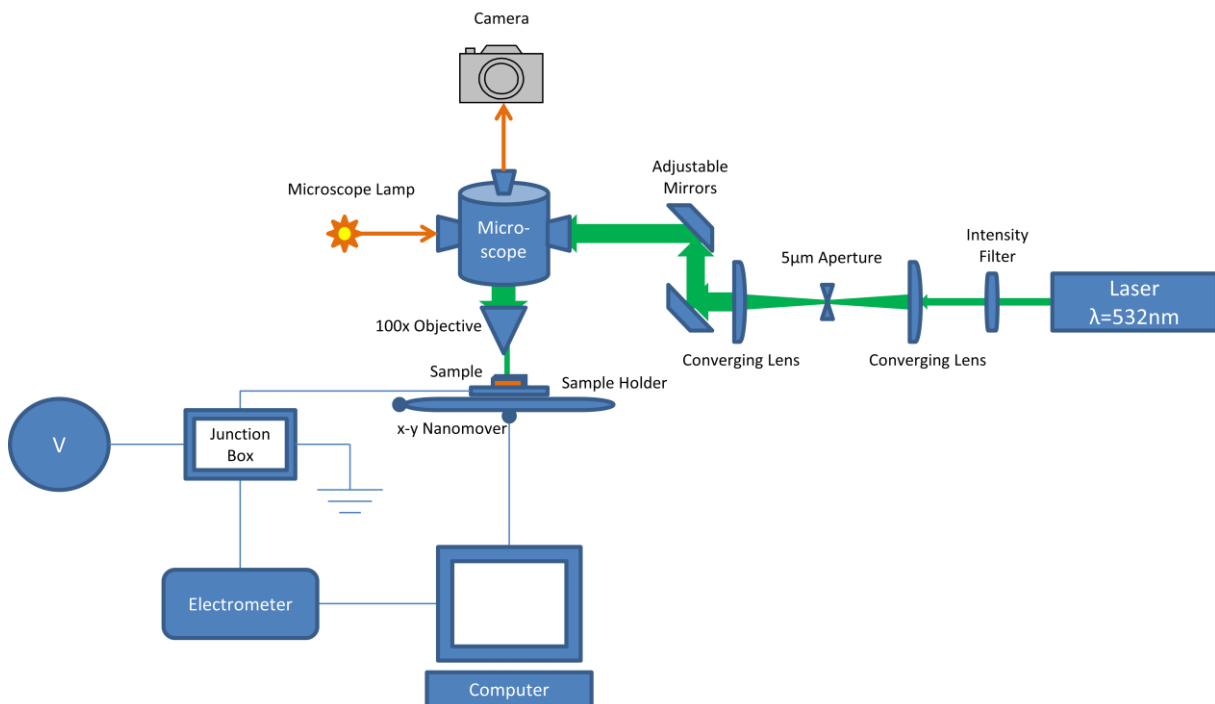 Camera
Adjustable
Mirrors
Microscope Lamp
Micro-
scope
5µm Aperture
Intensity
Filter
Laser
λ=532nm
100x Objective
Converging Lens
Converging Lens
Sample
Sample Holder
x-y Nanomover
V
Junction
Box
Electrometer
Computer